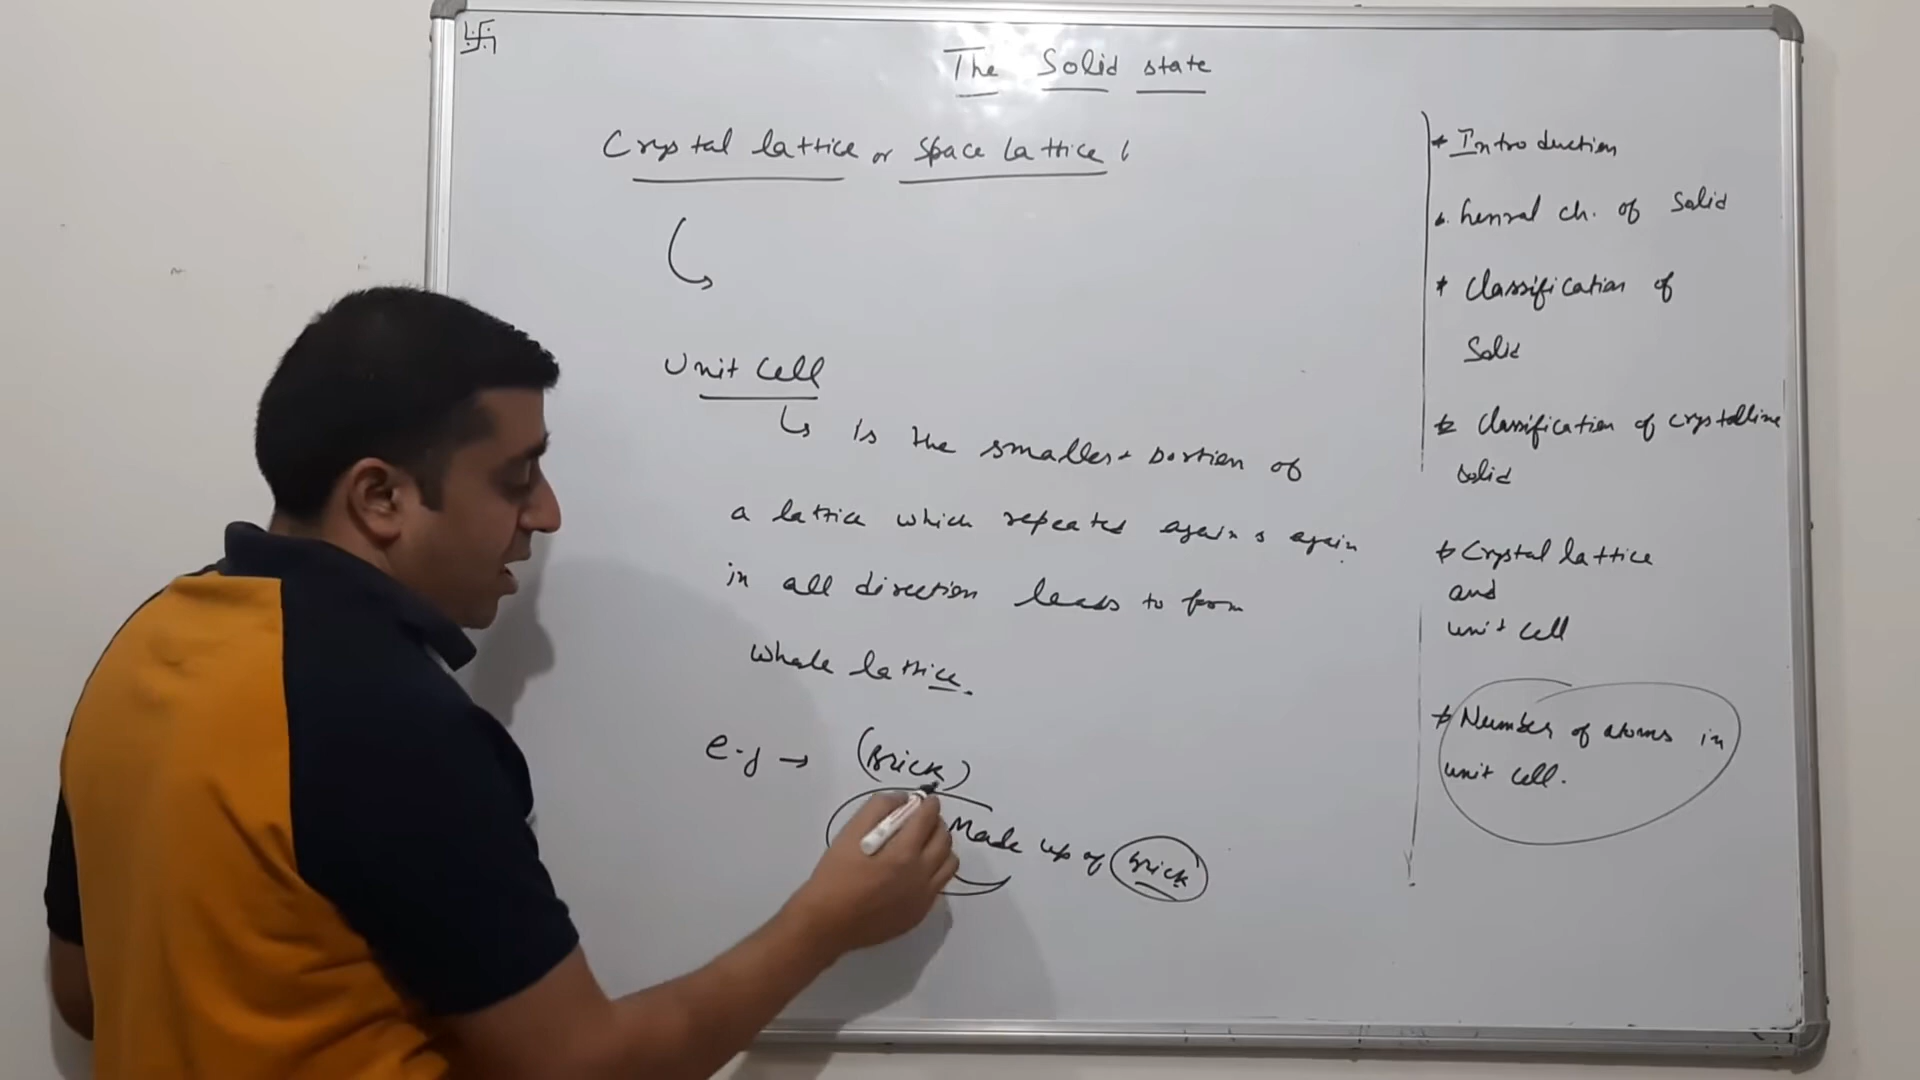 The Solid state
Crystal lattice or Space Lattice
Unit Cell
is the smallest portion of
a lattice which repeated again & again.
in all direction leads to form
whole lattice.
e.g → (Brick)
Made up of brick
* Introduction
ch. of Solid
* Classification of
Solid
* Classification of crystalline
solid
* Crystal lattice
and
unit cell
* Number of atoms in
unit cell.